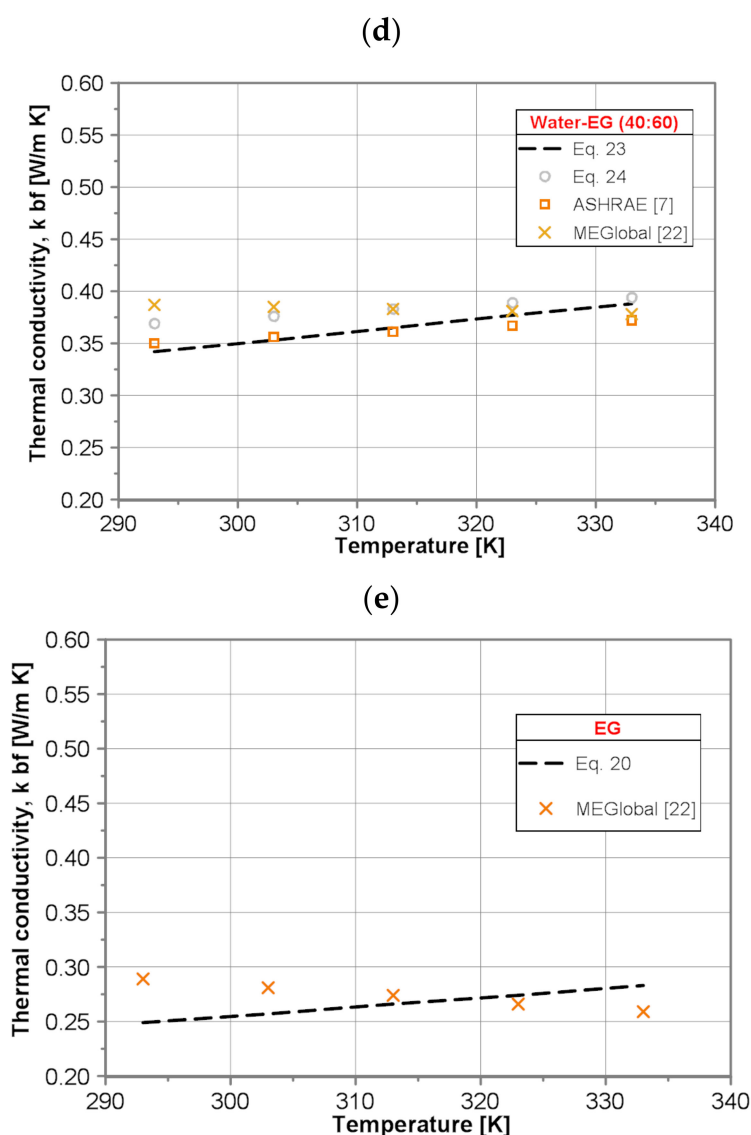 (d)
Thermal conductivity, k bf [W/m K]
0.60
0.55
0.50
0.45
0.40
0.35
0.30
0.25
0.20
Water-EG (40:60)
Eq. 23
Eq. 24
ASHRAE [7]
MEGlobal [22]
290 300 310 320 330 340
Temperature [K]
(e)
Thermal conductivity, k bf [W/m K]
0.60
0.55
0.50
0.45
0.40
0.35
0.30
0.25
0.20
EG
Eq. 20
MEGlobal [22]
290 300 310 320 330 340
Temperature [K]